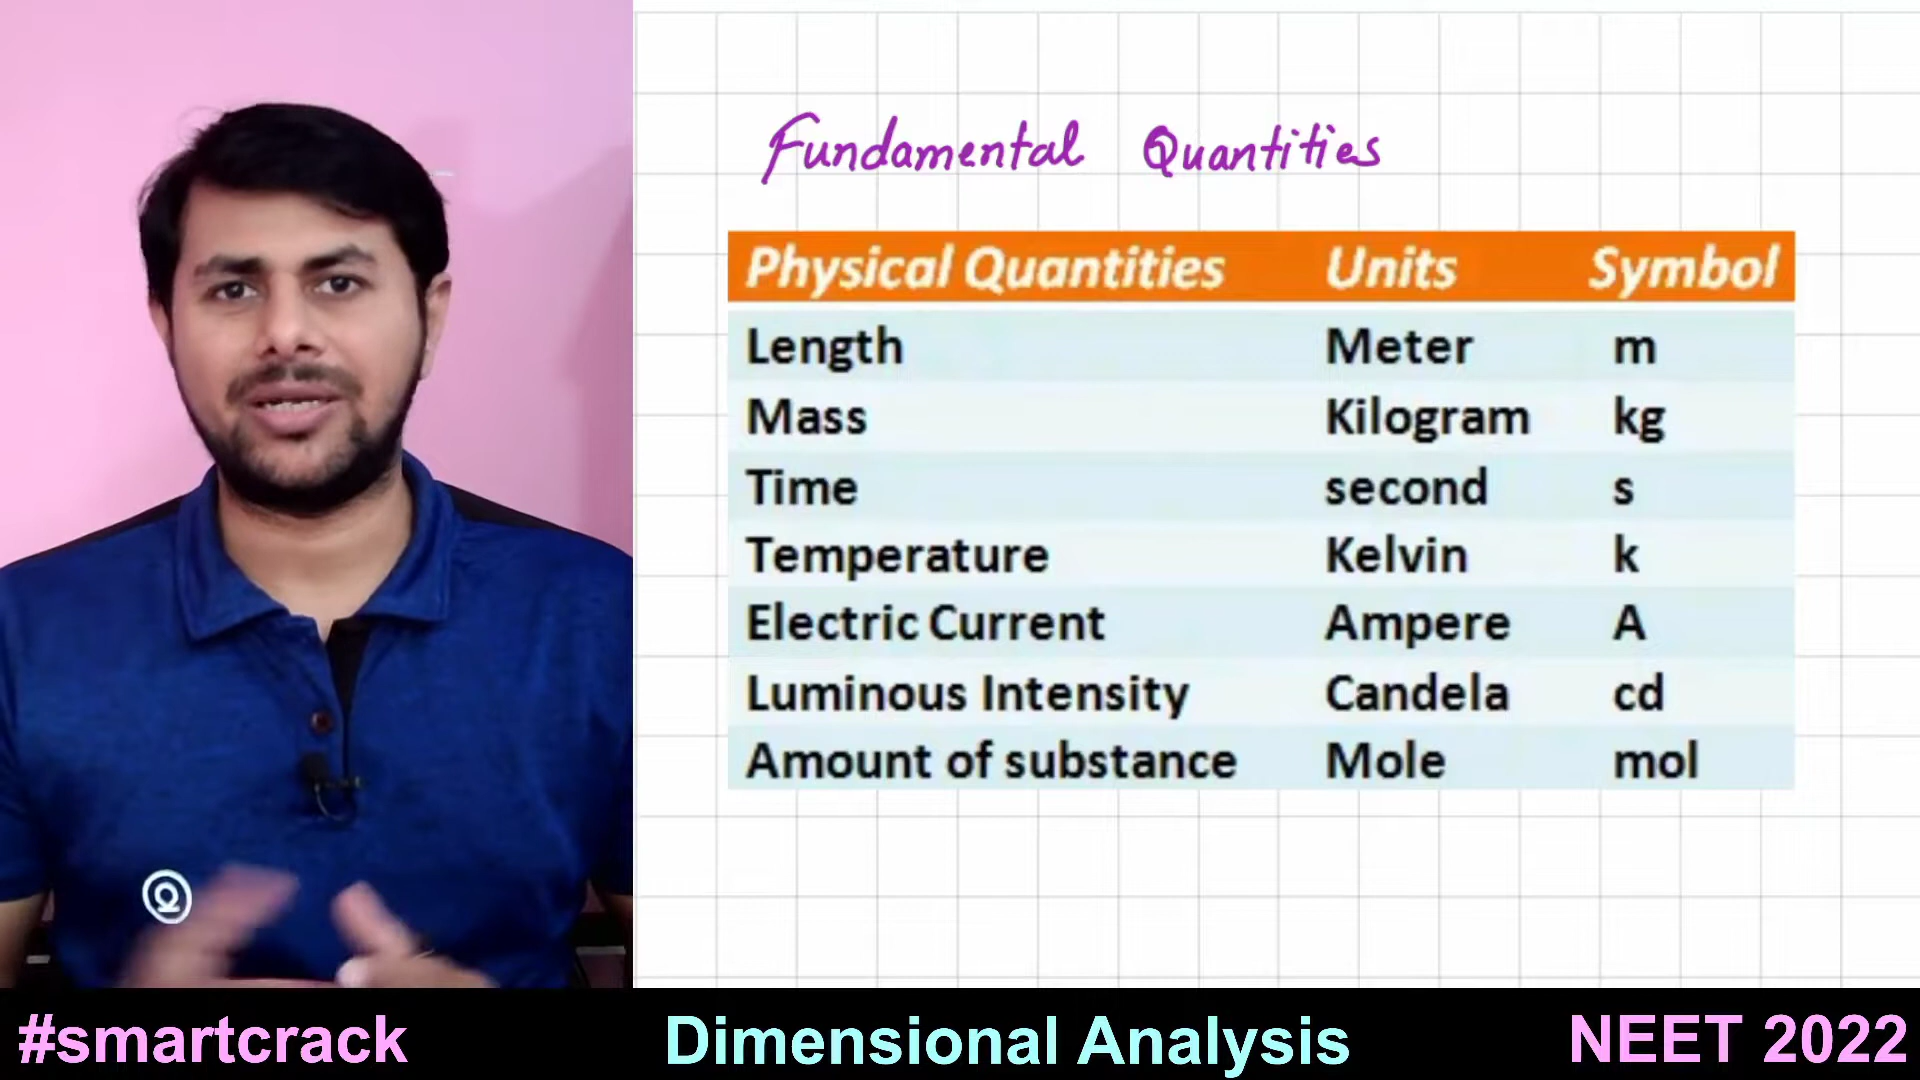 Fundamental Quantities
Physical Quantities Units Symbol
Length Meter m
Mass Kilogram kg
Time second s
Temperature Kelvin k
Electric Current Ampere A
Luminous Intensity Candela cd
Amount of substance Mole mol
#smartcrack Dimensional Analysis NEET 2022